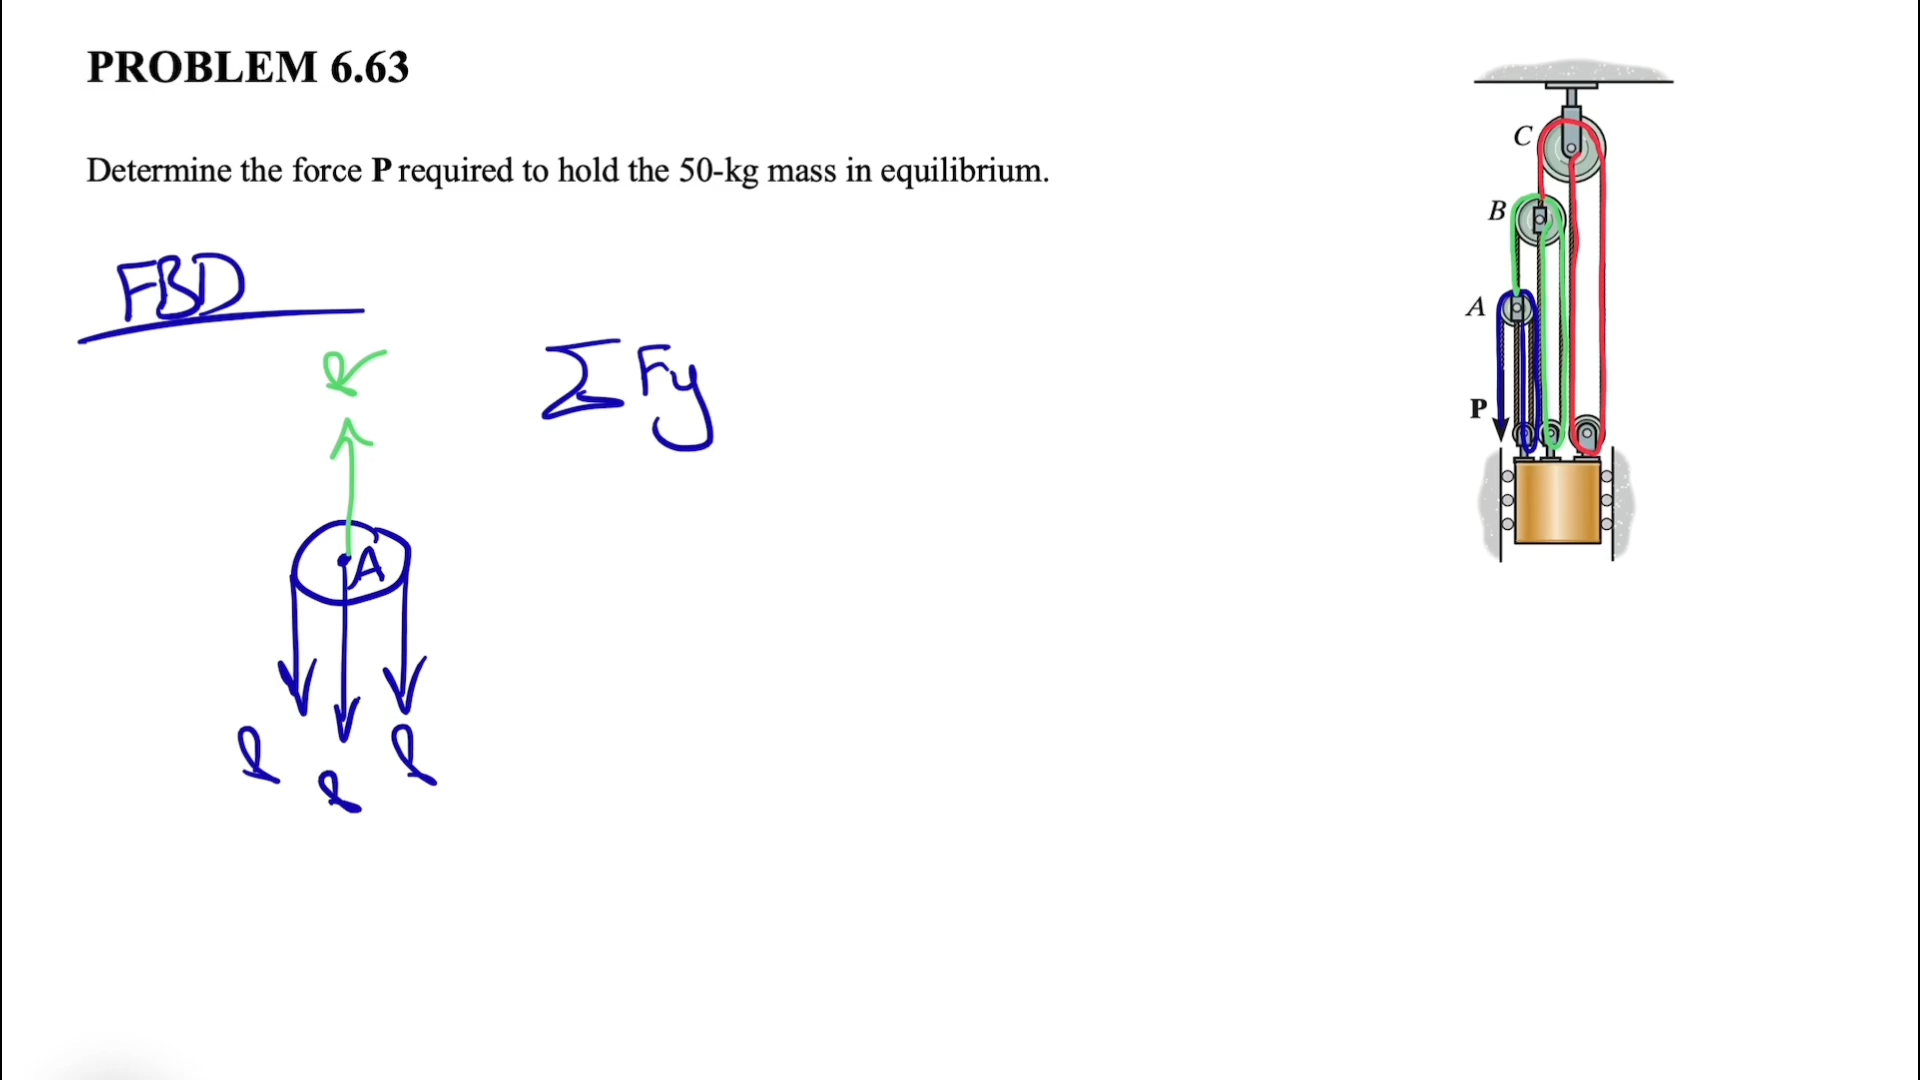 PROBLEM 6.63
Determine the force P required to hold the 50-kg mass in equilibrium.
FBD
R
ΣFy
A
P
P
P
C
B
A
P